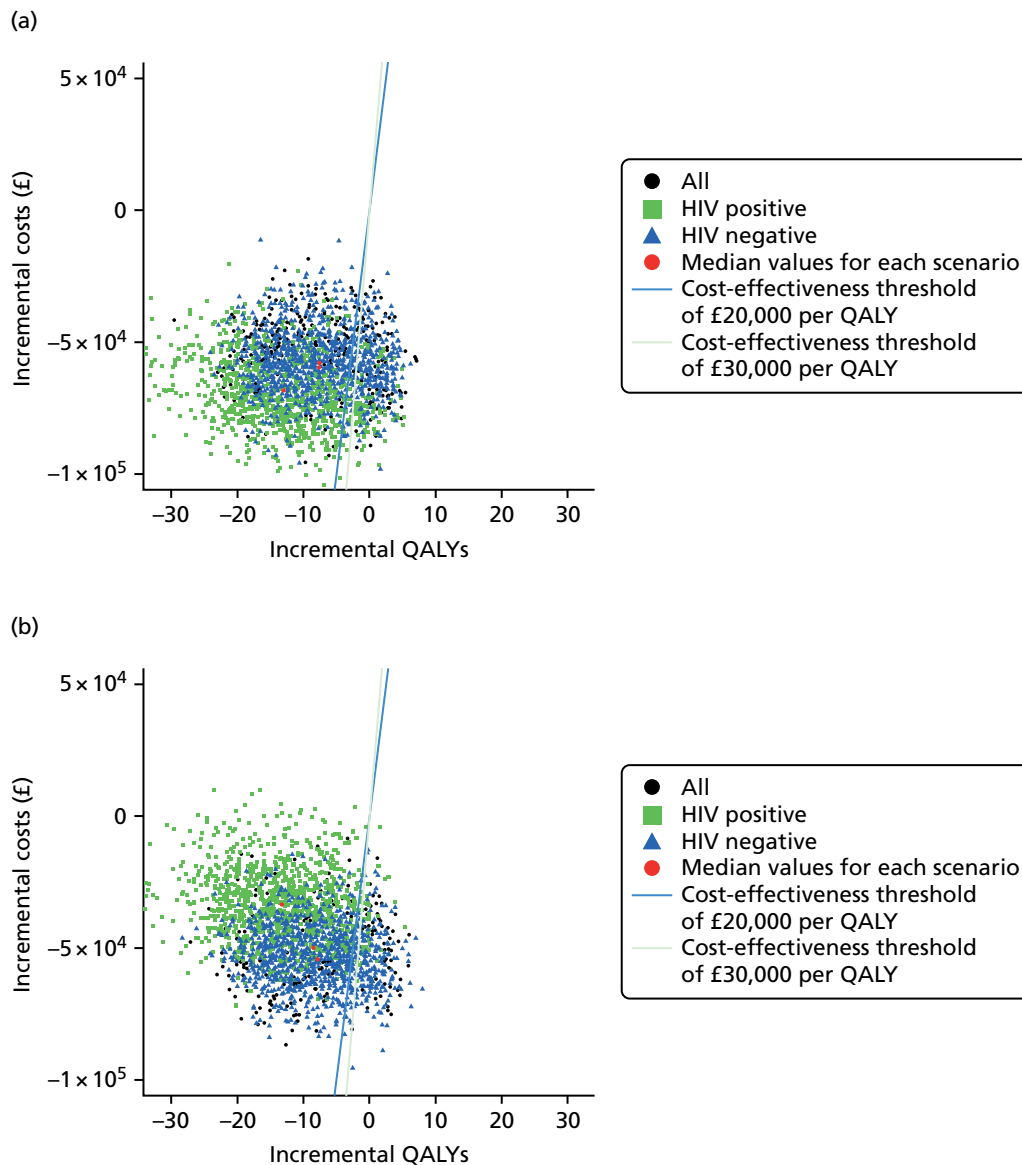 (a)
Incremental costs (£)
5 × 10⁴
0
−5 × 10⁴
−1 × 10⁵
−30 −20 −10 0 10 20 30
Incremental QALYs
All
HIV positive
HIV negative
Median values for each scenario
Cost-effectiveness threshold
of £20,000 per QALY
Cost-effectiveness threshold
of £30,000 per QALY
(b)
Incremental costs (£)
5 × 10⁴
0
−5 × 10⁴
−1 × 10⁵
−30 −20 −10 0 10 20 30
Incremental QALYs
All
HIV positive
HIV negative
Median values for each scenario
Cost-effectiveness threshold
of £20,000 per QALY
Cost-effectiveness threshold
of £30,000 per QALY